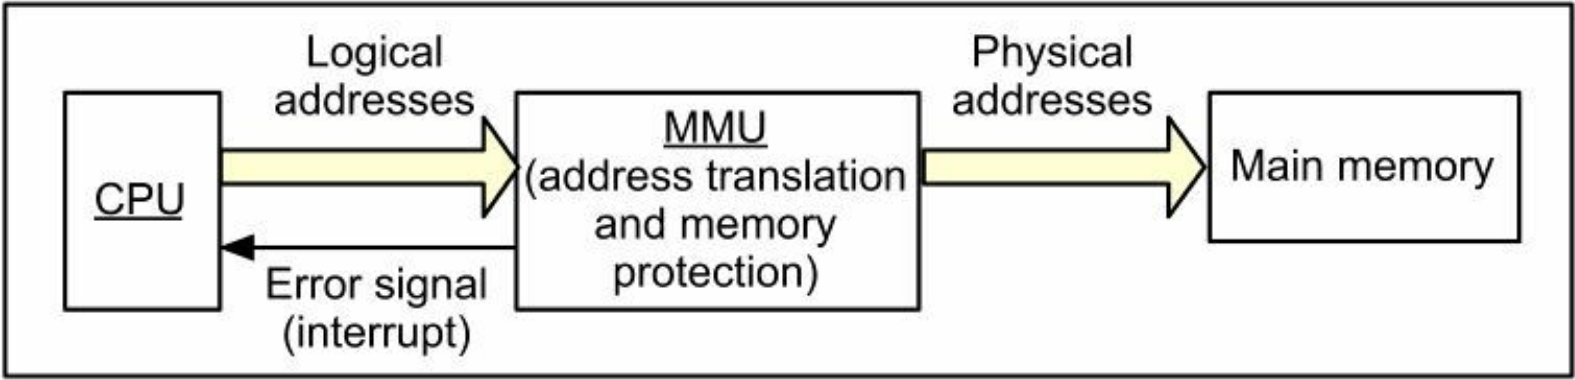 Logical
addresses
Physical
addresses
CPU
MMU
(address translation
and memory
protection)
Main memory
Error signal
(interrupt)